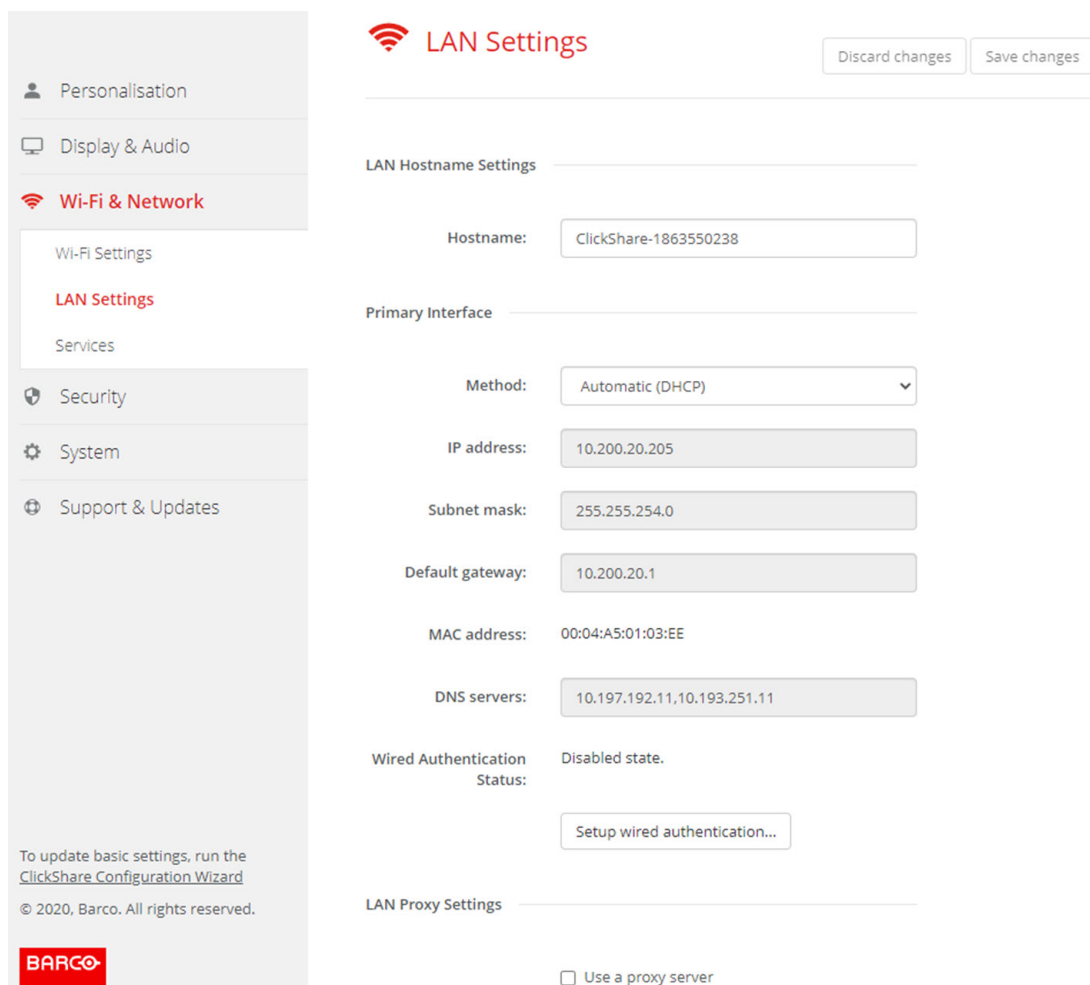 LAN Settings
Discard changes
Save changes
Personalisation
Display & Audio
Wi-Fi & Network
Wi-Fi Settings
LAN Settings
Services
Security
System
Support & Updates
To update basic settings, run the
ClickShare Configuration Wizard
© 2020, Barco. All rights reserved.
BARCO
LAN Hostname Settings
Hostname: ClickShare-1863550238
Primary Interface
Method: Automatic (DHCP)
IP address: 10.200.20.205
Subnet mask: 255.255.254.0
Default gateway: 10.200.20.1
MAC address: 00:04:A5:01:03:EE
DNS servers: 10.197.192.11,10.193.251.11
Wired Authentication Disabled state.
Status:
Setup wired authentication...
LAN Proxy Settings
Use a proxy server